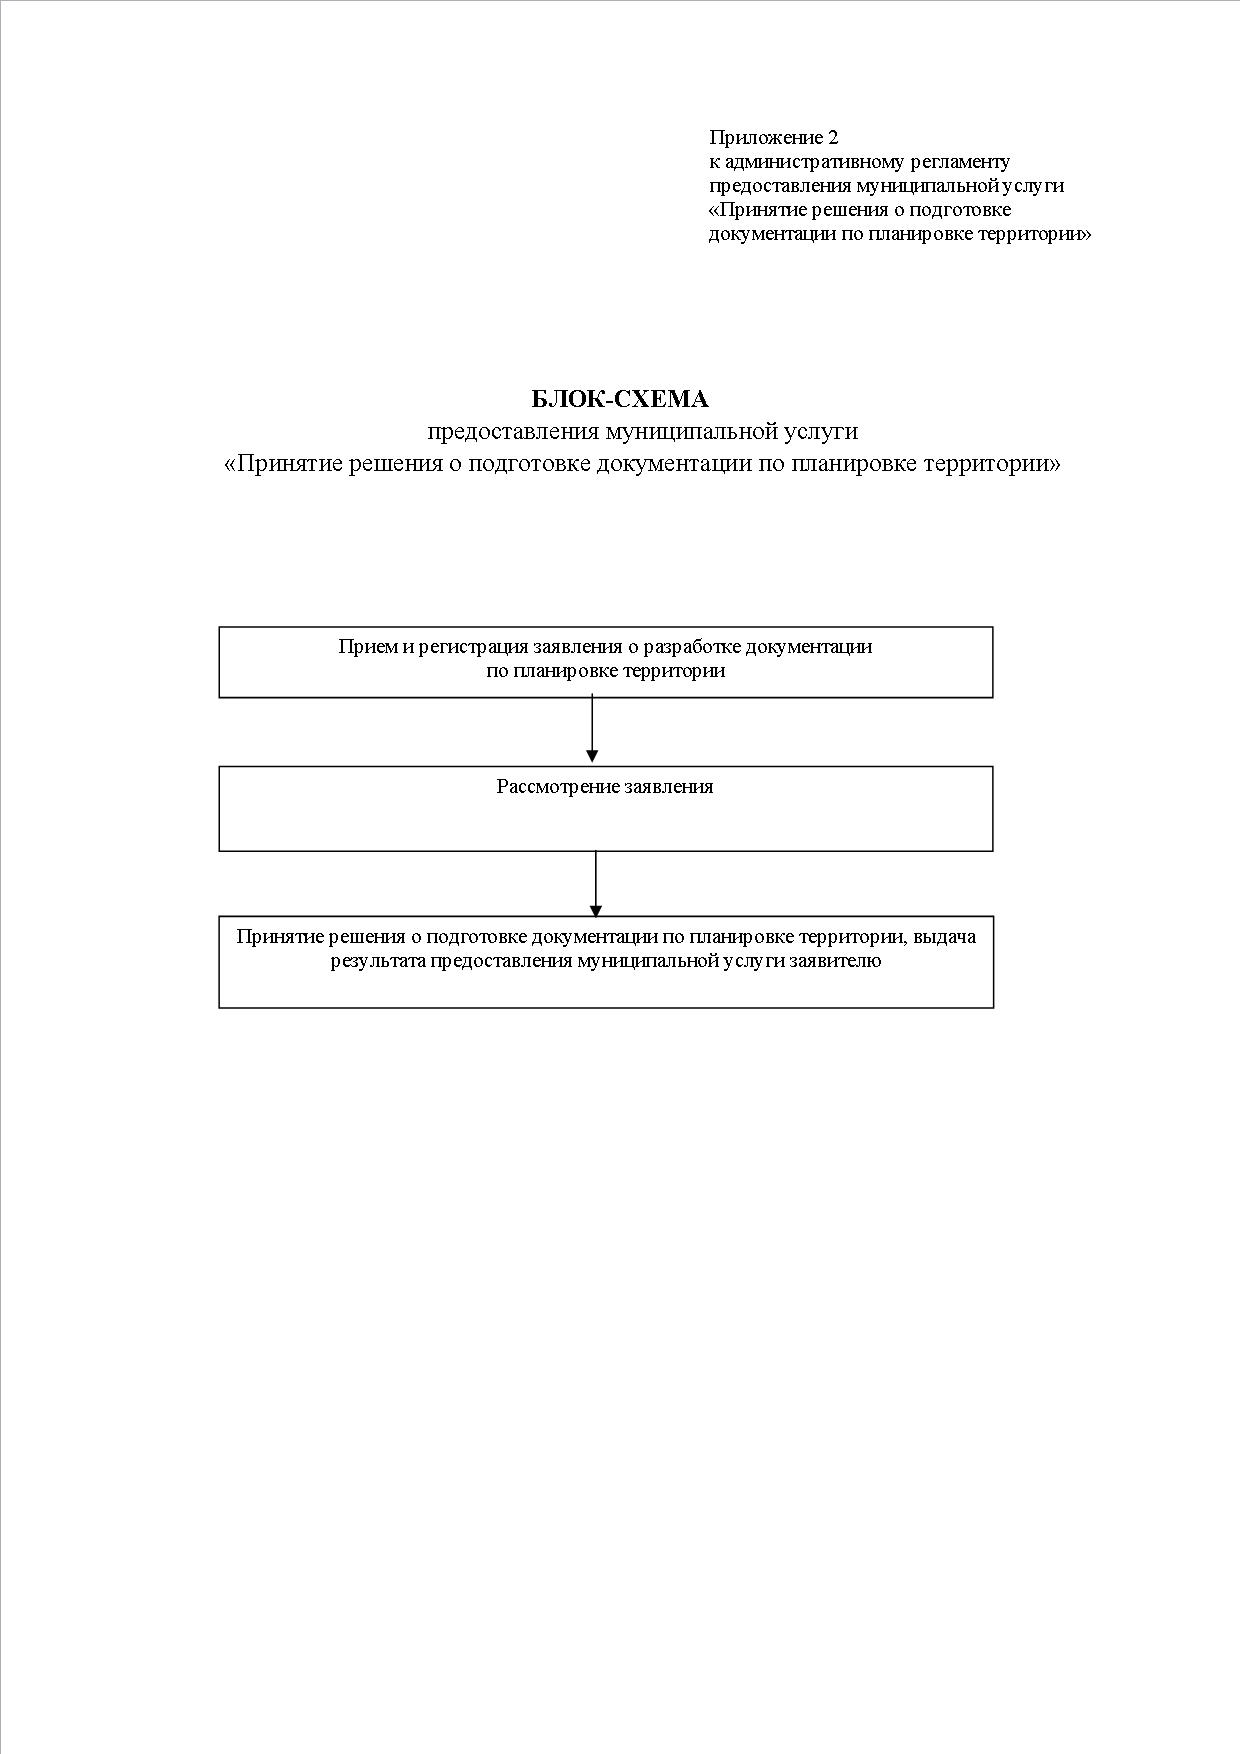 Приложение 2
к административному регламенту
предоставления муниципальной услуги
«Принятие решения о подготовке
документации по планировке территории»
БЛОК-СХЕМА
предоставления муниципальной услуги
«Принятие решения о подготовке документации по планировке территории»
Прием и регистрация заявления о разработке документации
по планировке территории
Рассмотрение заявления
Принятие решения о подготовке документации по планировке территории, выдача
результата предоставления муниципальной услуги заявителю